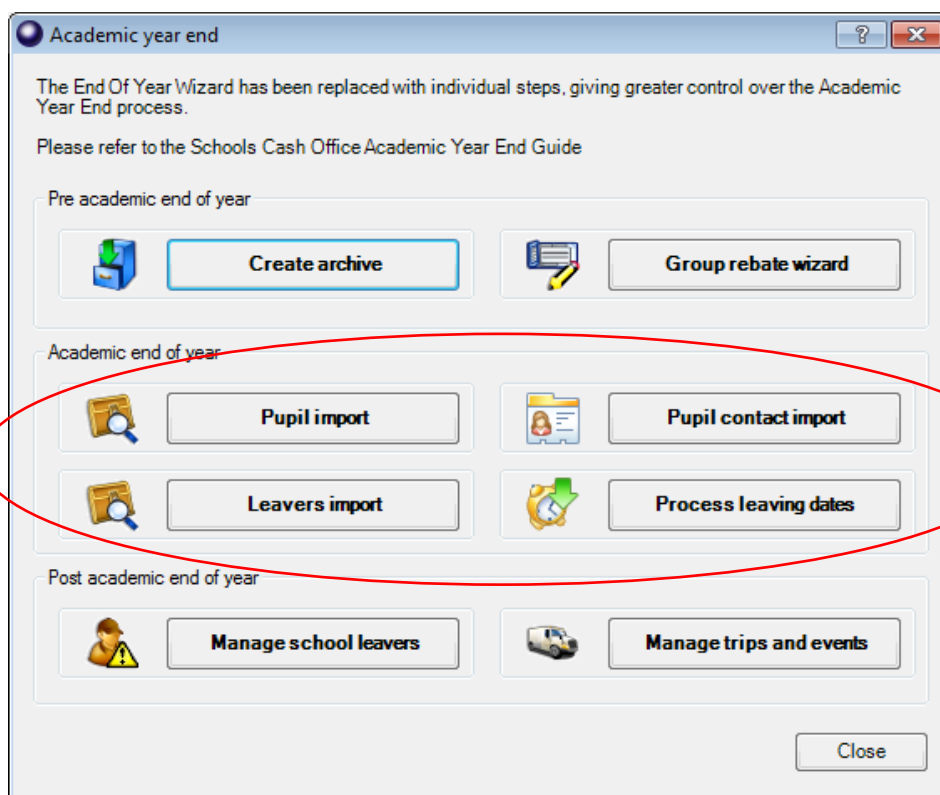 Academic year end
The End Of Year Wizard has been replaced with individual steps, giving greater control over the Academic
Year End process.
Please refer to the Schools Cash Office Academic Year End Guide
Pre academic end of year
Create archive
Group rebate wizard
Academic end of year
Pupil import
Pupil contact import
Leavers import
Process leaving dates
Post academic end of year
Manage school leavers
Manage trips and events
Close